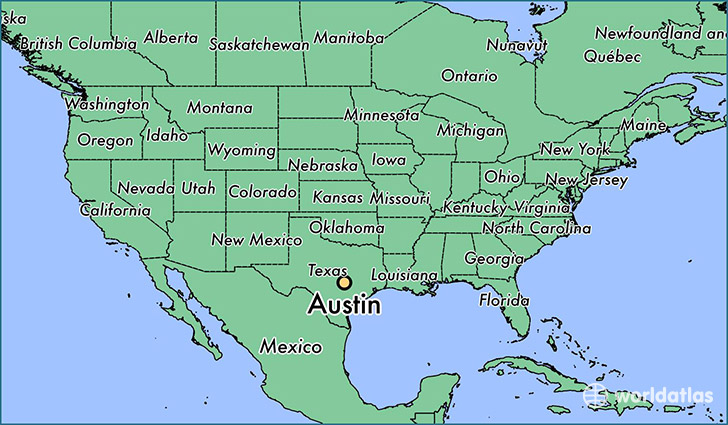 ska
British Columbia
Alberta
Saskatchewan
Manitoba
Nunavut
Newfoundland and
Québec
Ontario
Washington
Montana
Minnesota
Michigan
Maine
Oregon
Idaho
Wyoming
Nebraska
Iowa
New York
Ohio
New Jersey
Nevada
Utah
Colorado
Kansas
Missouri
Kentucky
Virginia
California
New Mexico
Oklahoma
North Carolina
Georgia
Texas
Louisiana
Florida
Austin
Mexico
worldatlas